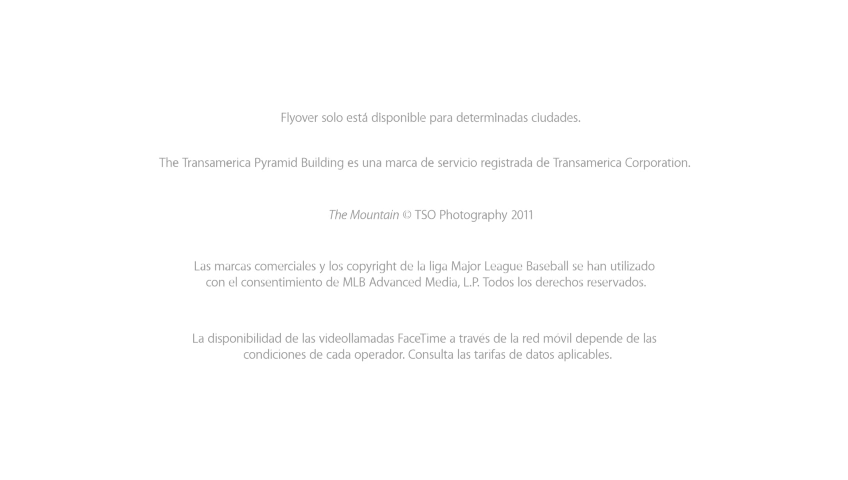 Flyover solo está disponible para determinadas ciudades.
The Transamerica Pyramid Building es una marca de servicio registrada de Transamerica Corporation.
The Mountain © TSO Photography 2011
Las marcas comerciales y los copyright de la liga Major League Baseball se han utilizado
con el consentimiento de MLB Advanced Media, L.P. Todos los derechos reservados.
La disponibilidad de las videollamadas FaceTime a través de la red móvil depende de las
condiciones de cada operador. Consulta las tarifas de datos aplicables.